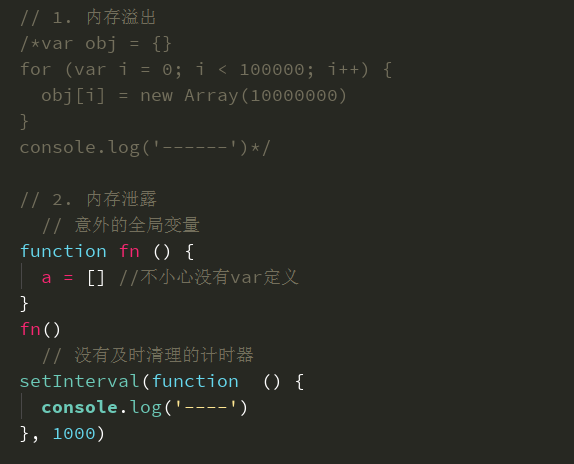 // 1. 内存溢出
/*var obj = {}
for (var i = 0; i < 100000; i++) {
  obj[i] = new Array(10000000)
}
console.log('------')*/

// 2. 内存泄露
  // 意外的全局变量
function fn () {
  a = [] //不小心没有var定义
}
fn()
  // 没有及时清理的计时器
setInterval(function  () {
  console.log('----')
}, 1000)